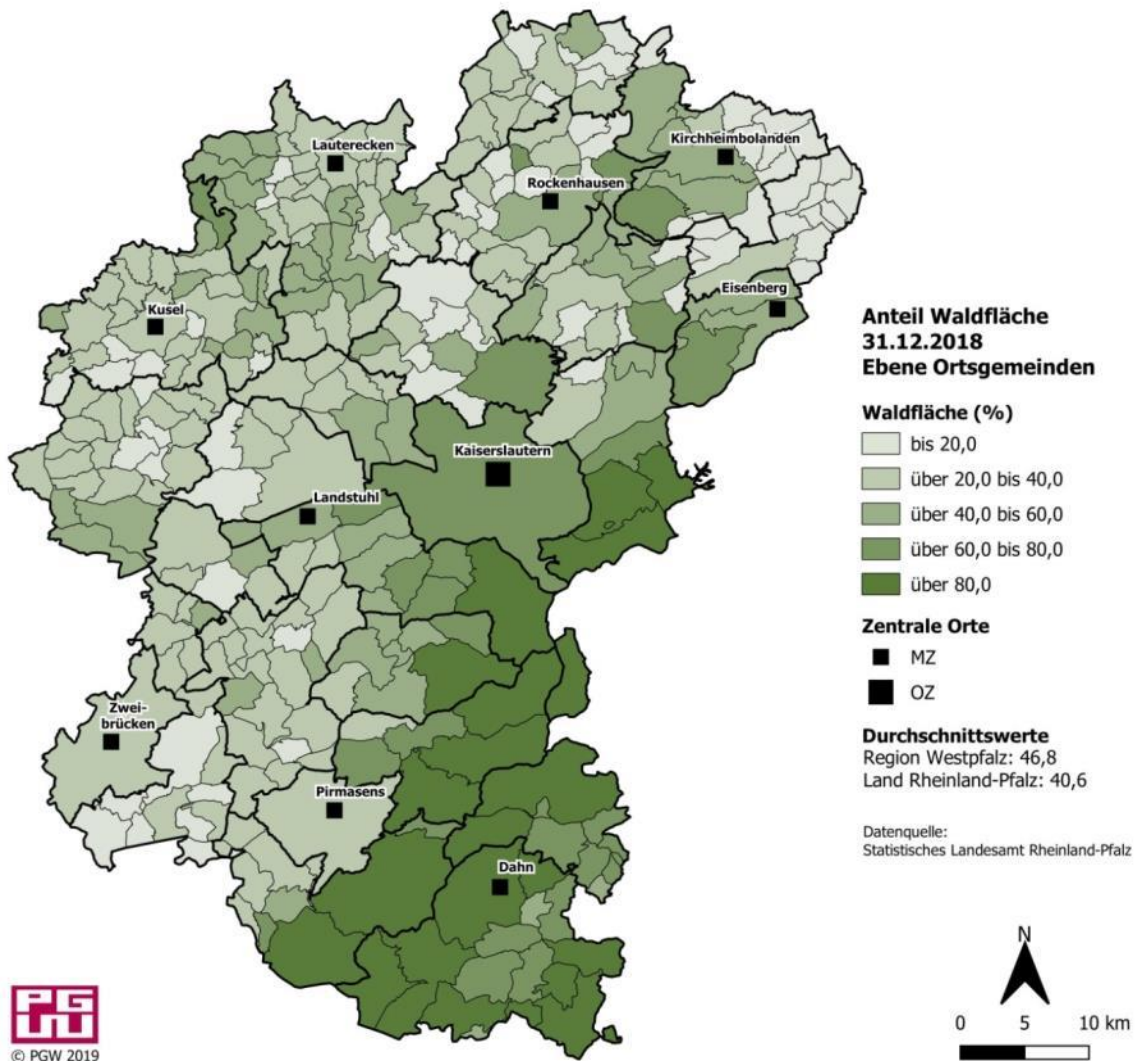 Lauterecken
Kirchheimbolanden
Rockenhausen
Eisenberg
Kusel
Kaiserslautern
Landstuhl
Zwei-
brücken
Pirmasens
Dahn
Anteil Waldfläche
31.12.2018
Ebene Ortsgemeinden
Waldfläche (%)
bis 20,0
über 20,0 bis 40,0
über 40,0 bis 60,0
über 60,0 bis 80,0
über 80,0
Zentrale Orte
MZ
OZ
Durchschnittswerte
Region Westpfalz: 46,8
Land Rheinland-Pfalz: 40,6
Datenquelle:
Statistisches Landesamt Rheinland-Pfalz
N
0 5 10 km
PGW
© PGW 2019